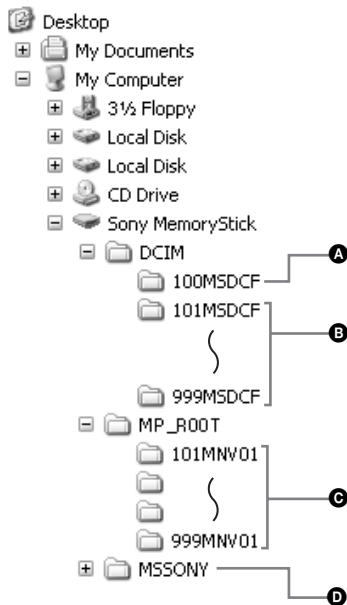 Desktop
My Documents
My Computer
3½ Floppy
Local Disk
Local Disk
CD Drive
Sony MemoryStick
DCIM
100MSDCF
A
101MSDCF
B
999MSDCF
MP_R00T
101MNV01
C
999MNV01
MSSONY
D